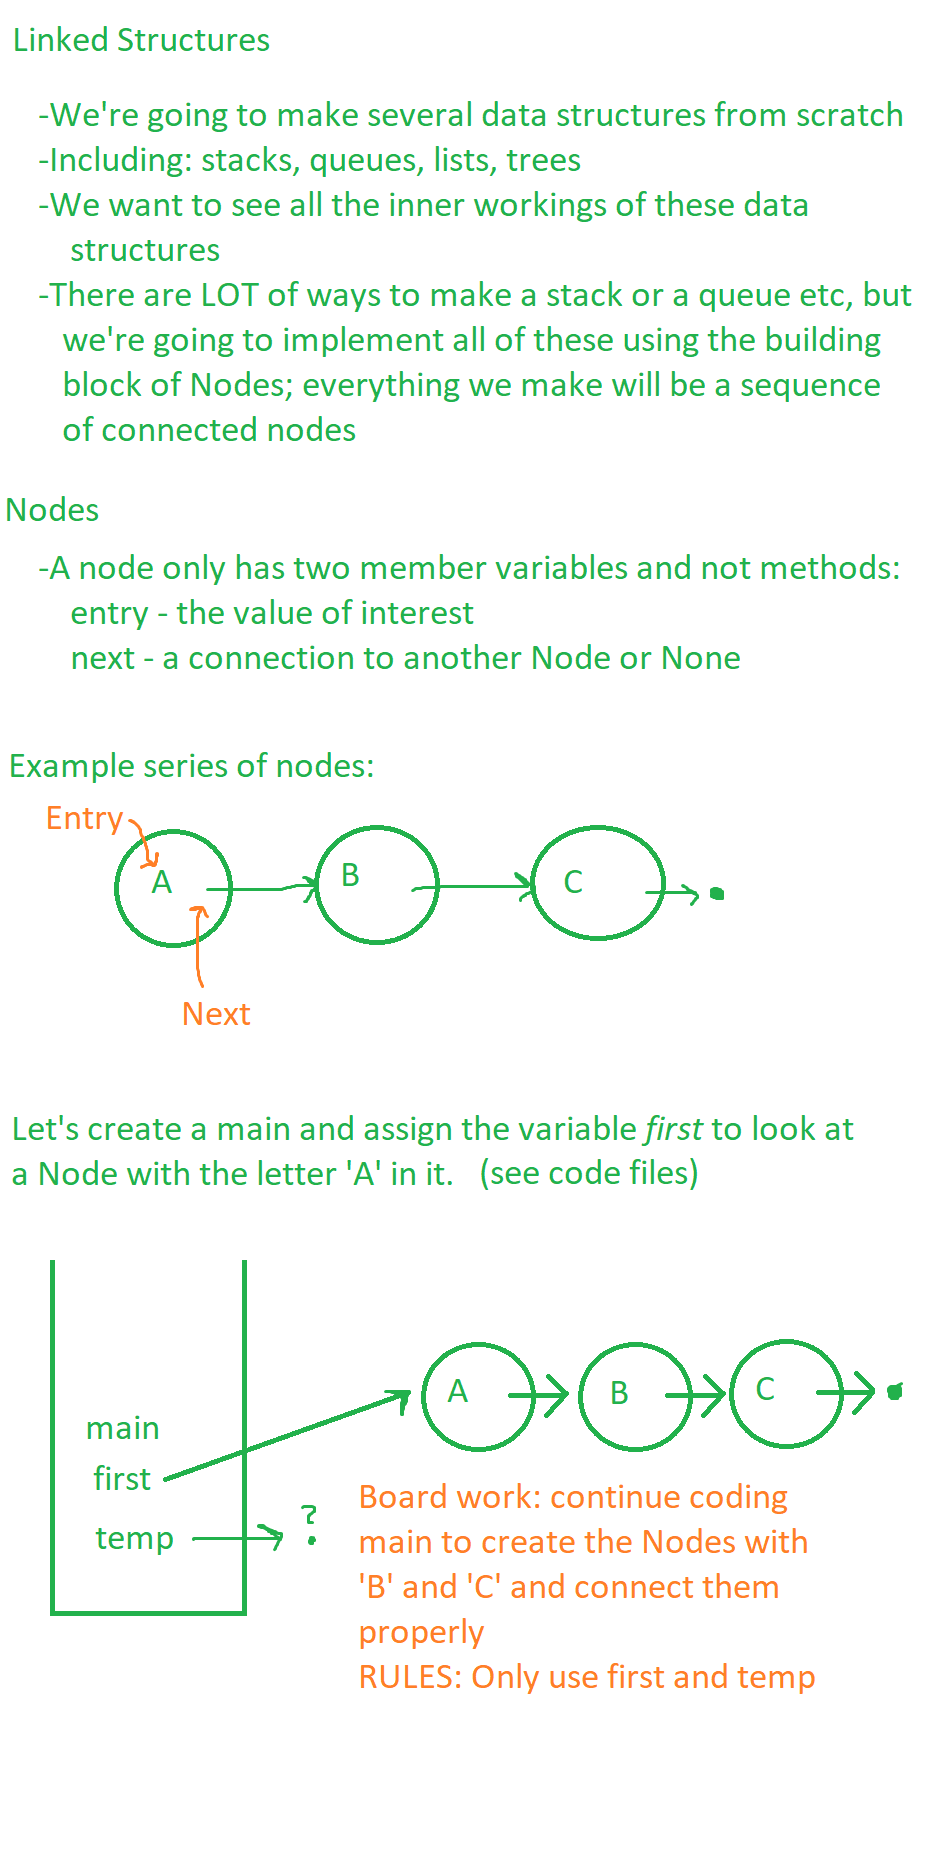 Linked Structures
-We're going to make several data structures from scratch
-Including: stacks, queues, lists, trees
-We want to see all the inner workings of these data
structures
-There are LOT of ways to make a stack or a queue etc, but
we're going to implement all of these using the building
block of Nodes; everything we make will be a sequence
of connected nodes
Nodes
-A node only has two member variables and not methods:
entry - the value of interest
next - a connection to another Node or None
Example series of nodes:
Entry
A
B
C
Next
Let's create a main and assign the variable first to look at
a Node with the letter 'A' in it. (see code files)
A
B
C
main
first
temp
?
Board work: continue coding
main to create the Nodes with
'B' and 'C' and connect them
properly
RULES: Only use first and temp